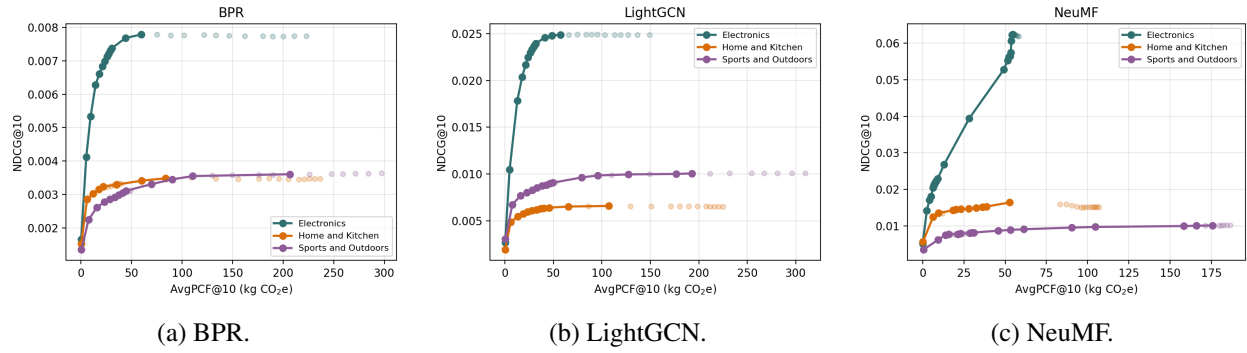 BPR
NDCG@10
0.008
0.007
0.006
0.005
0.004
0.003
0.002
0
50
100
150
200
250
300
AvgPCF@10 (kg CO₂e)
Electronics
Home and Kitchen
Sports and Outdoors
(a) BPR.
LightGCN
NDCG@10
0.025
0.020
0.015
0.010
0.005
0
50
100
150
200
250
300
AvgPCF@10 (kg CO₂e)
Electronics
Home and Kitchen
Sports and Outdoors
(b) LightGCN.
NeuMF
NDCG@10
0.06
0.05
0.04
0.03
0.02
0.01
0
25
50
75
100
125
150
175
AvgPCF@10 (kg CO₂e)
Electronics
Home and Kitchen
Sports and Outdoors
(c) NeuMF.